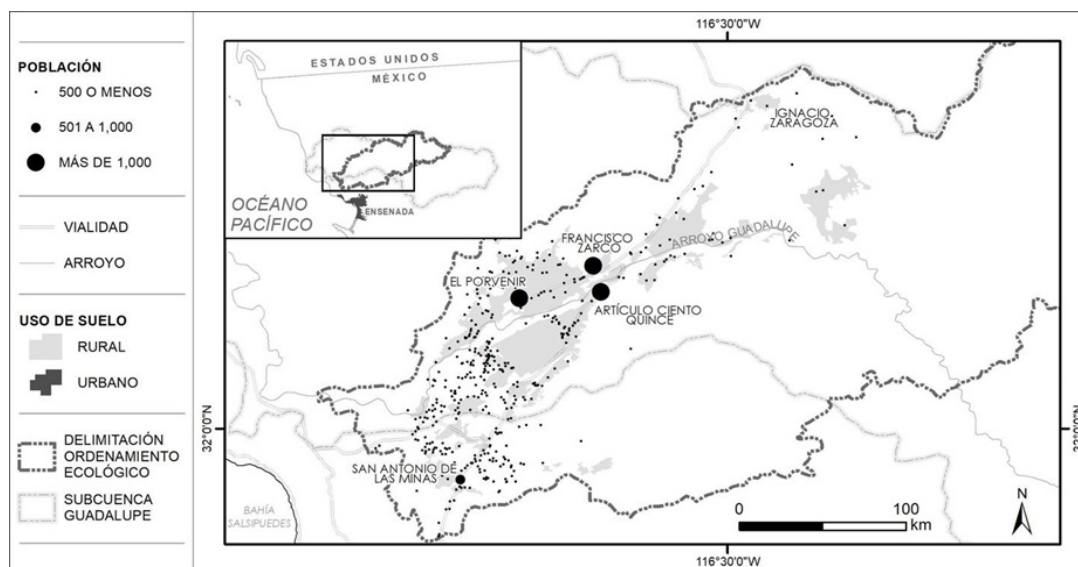 POBLACIÓN
500 O MENOS
501 A 1,000
MÁS DE 1,000
VIALIDAD
ARROYO
USO DE SUELO
RURAL
URBANO
DELIMITACIÓN
ORDENAMIENTO
ECOLÓGICO
SUBCUENCA
GUADALUPE
116°30'0"W
ESTADOS UNIDOS
MÉXICO
OCÉANO
PACÍFICO
ENSENADA
IGNACIO
ZARAGOZA
ARROYO GUADALUPE
FRANCISCO
ZARCO
EL PORVENIR
ARTÍCULO CIENTO
QUINCE
32°0'0"N
32°0'0"N
SAN ANTONIO DE
LAS MINAS
BAHÍA
SALSIPUEDES
0 100
km
N
116°30'0"W